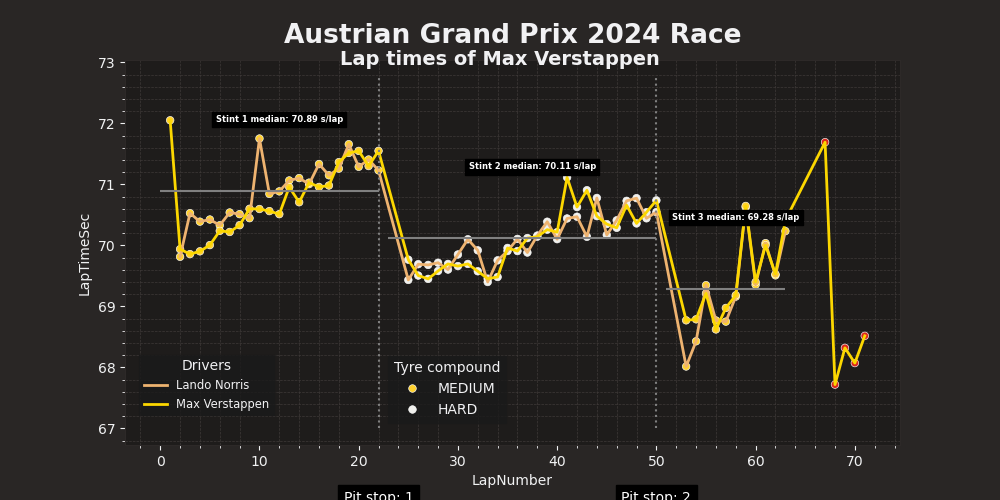 Austrian Grand Prix 2024 Race
Lap times of Max Verstappen
73
72
71
70
69
68
67
LapTimeSec
Stint 1 median: 70.89 s/lap
Stint 2 median: 70.11 s/lap
Stint 3 median: 69.28 s/lap
Drivers
Lando Norris
Max Verstappen
Tyre compound
MEDIUM
HARD
0 10 20 30 40 50 60 70
LapNumber
Pit stop: 1
Pit stop: 2